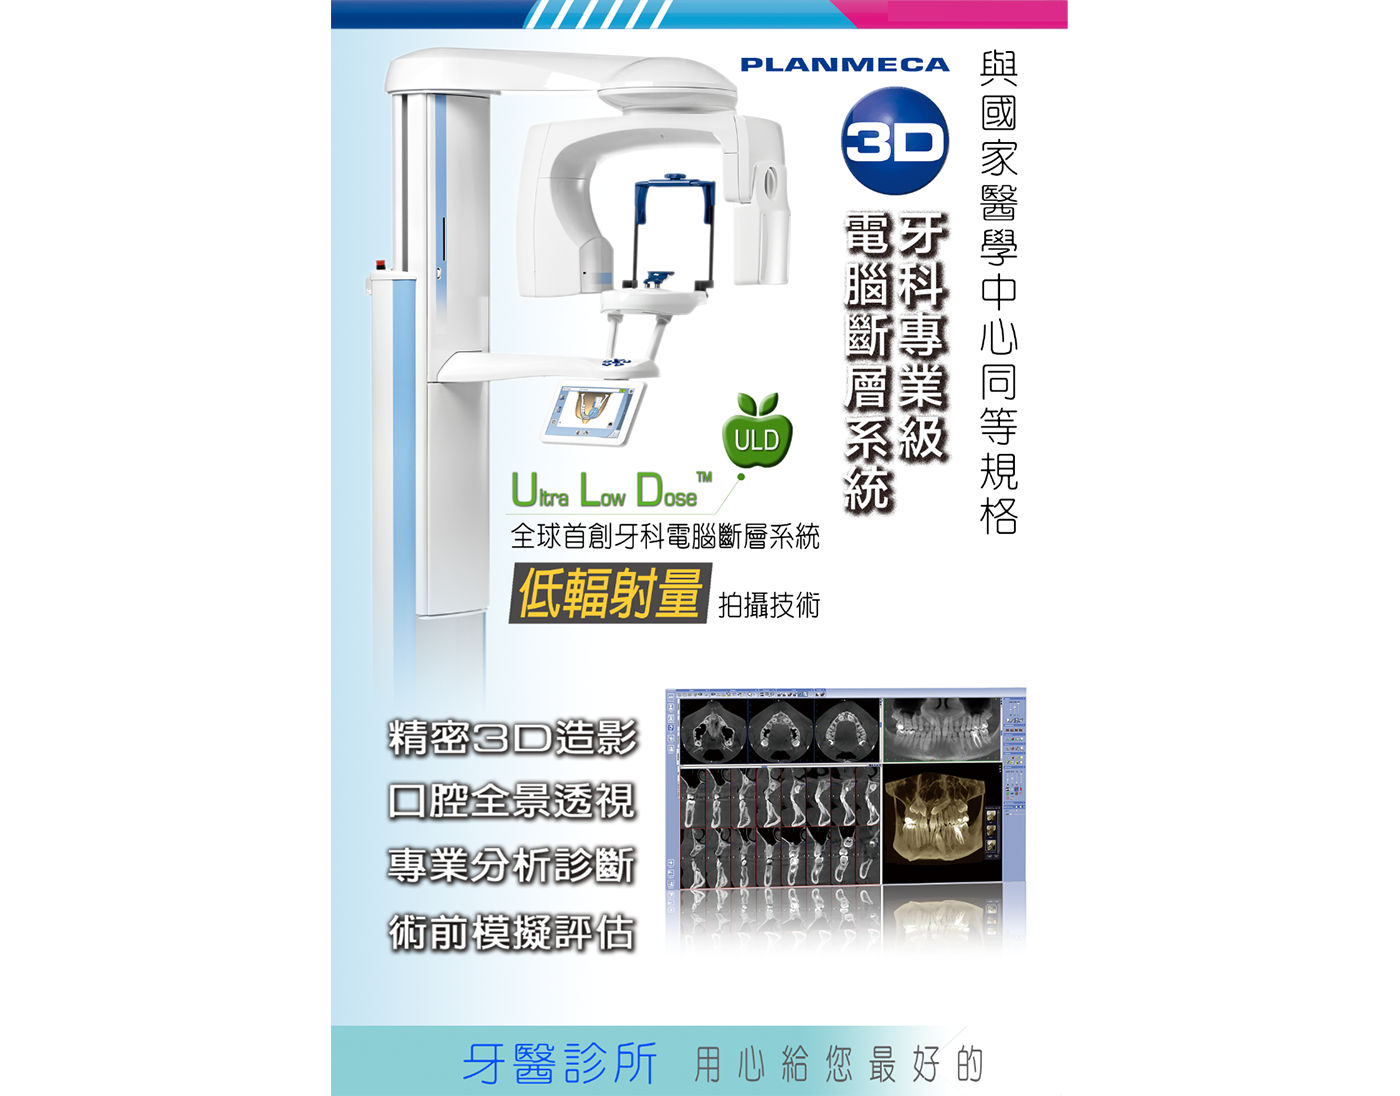 PLANMECA
3D
與國家醫學中心同等規格
牙科專業級
電腦斷層系統
ULD
Ultra Low Dose™
全球首創牙科電腦斷層系統
低輻射量 拍攝技術
精密3D造影
口腔全景透視
專業分析診斷
術前模擬評估
牙醫診所 用心給您最好的